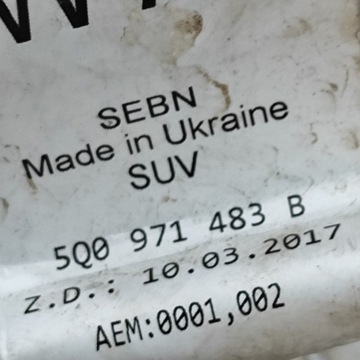 SEBN
Made in Ukraine
SUV
5Q0 971 483 B
Z.D.: 10.03.2017
AEM:0001,002